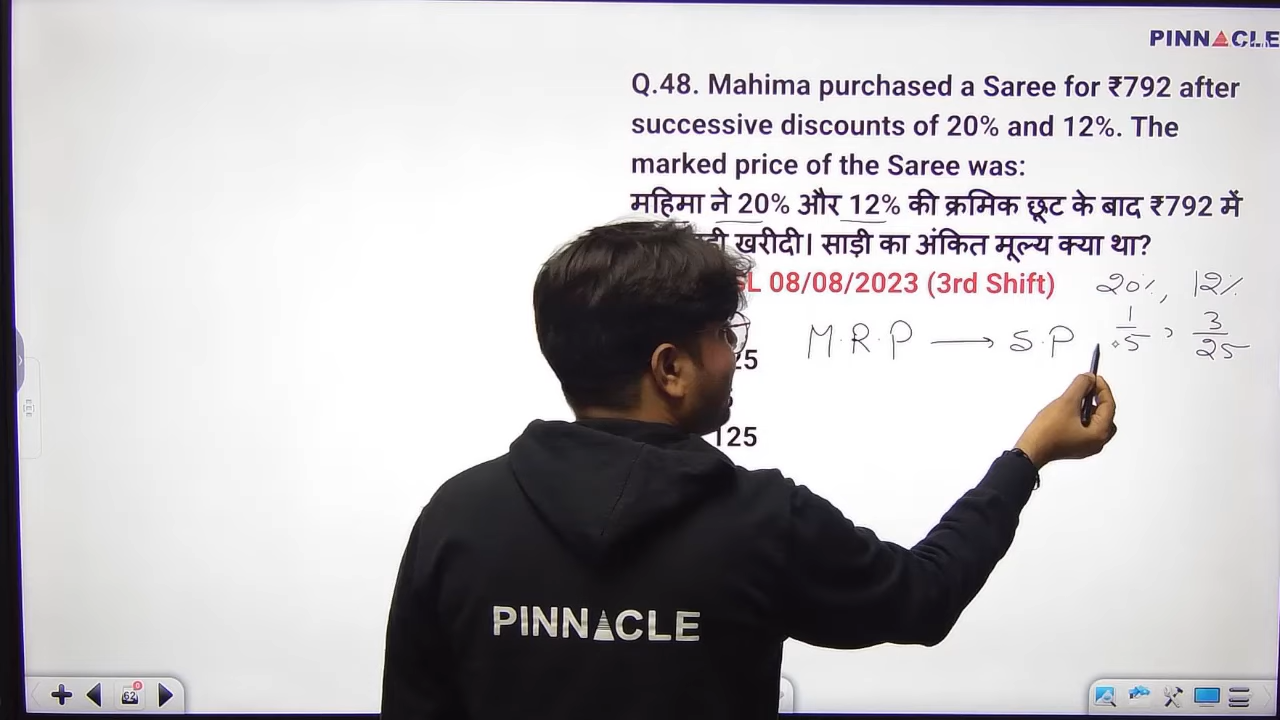 PINNACLE
Q.48. Mahima purchased a Saree for ₹792 after
successive discounts of 20% and 12%. The
marked price of the Saree was:
महिमा ने 20% और 12% की क्रमिक छूट के बाद ₹792 में
खरीदी। साड़ी का अंकित मूल्य क्या था?
08/08/2023 (3rd Shift)
20%, 12%
M.R.P → S.P 1/5, 3/25
25
125
PINNACLE
62